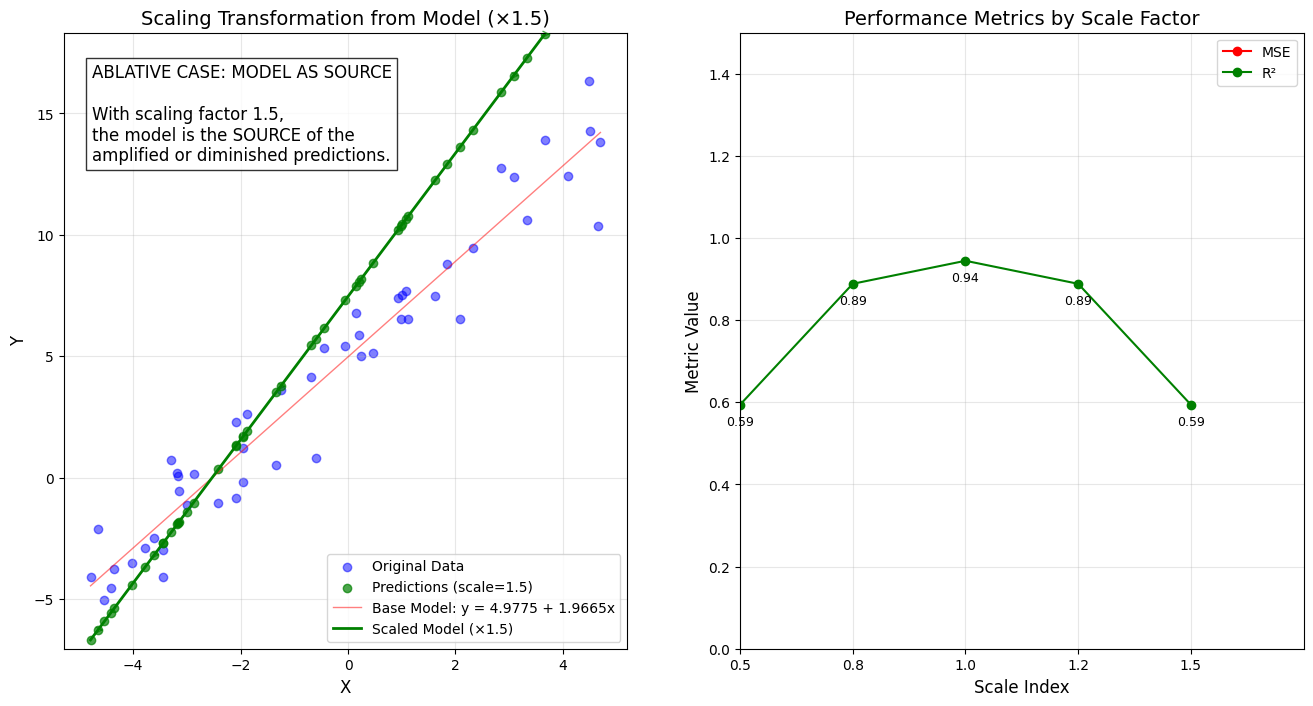 Scaling Transformation from Model (×1.5)
ABLATIVE CASE: MODEL AS SOURCE
With scaling factor 1.5,
the model is the SOURCE of the
amplified or diminished predictions.
Y
15
10
5
0
−5
−4
−2
0
2
4
X
Original Data
Predictions (scale=1.5)
Base Model: y = 4.9775 + 1.9665x
Scaled Model (×1.5)
Performance Metrics by Scale Factor
MSE
R²
Metric Value
1.4
1.2
1.0
0.8
0.6
0.4
0.2
0.0
0.59
0.89
0.94
0.89
0.59
0.5
0.8
1.0
1.2
1.5
Scale Index